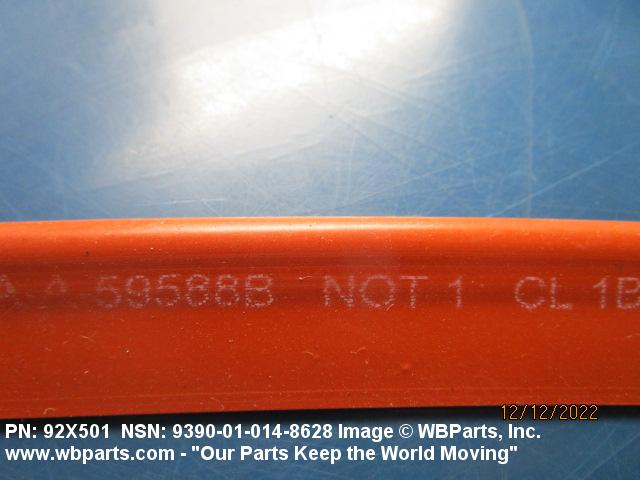 A-A-59588B NOT 1 CL 1B
12/12/2022
PN: 92X501 NSN: 9390-01-014-8628 Image © WBParts, Inc.
www.wbparts.com - "Our Parts Keep the World Moving"